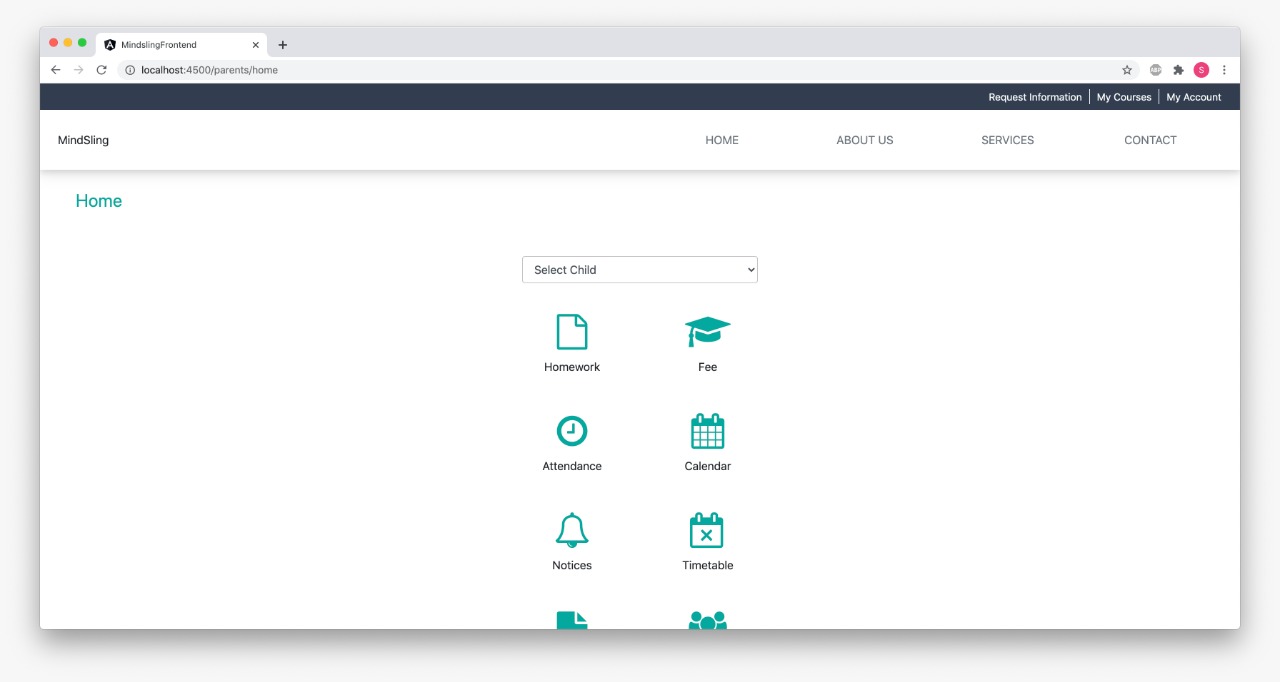 MindslingFrontend
localhost:4500/parents/home
ABP
S
Request Information
My Courses
My Account
MindSling
HOME
ABOUT US
SERVICES
CONTACT
Home
Select Child
Homework
Fee
Attendance
Calendar
Notices
Timetable